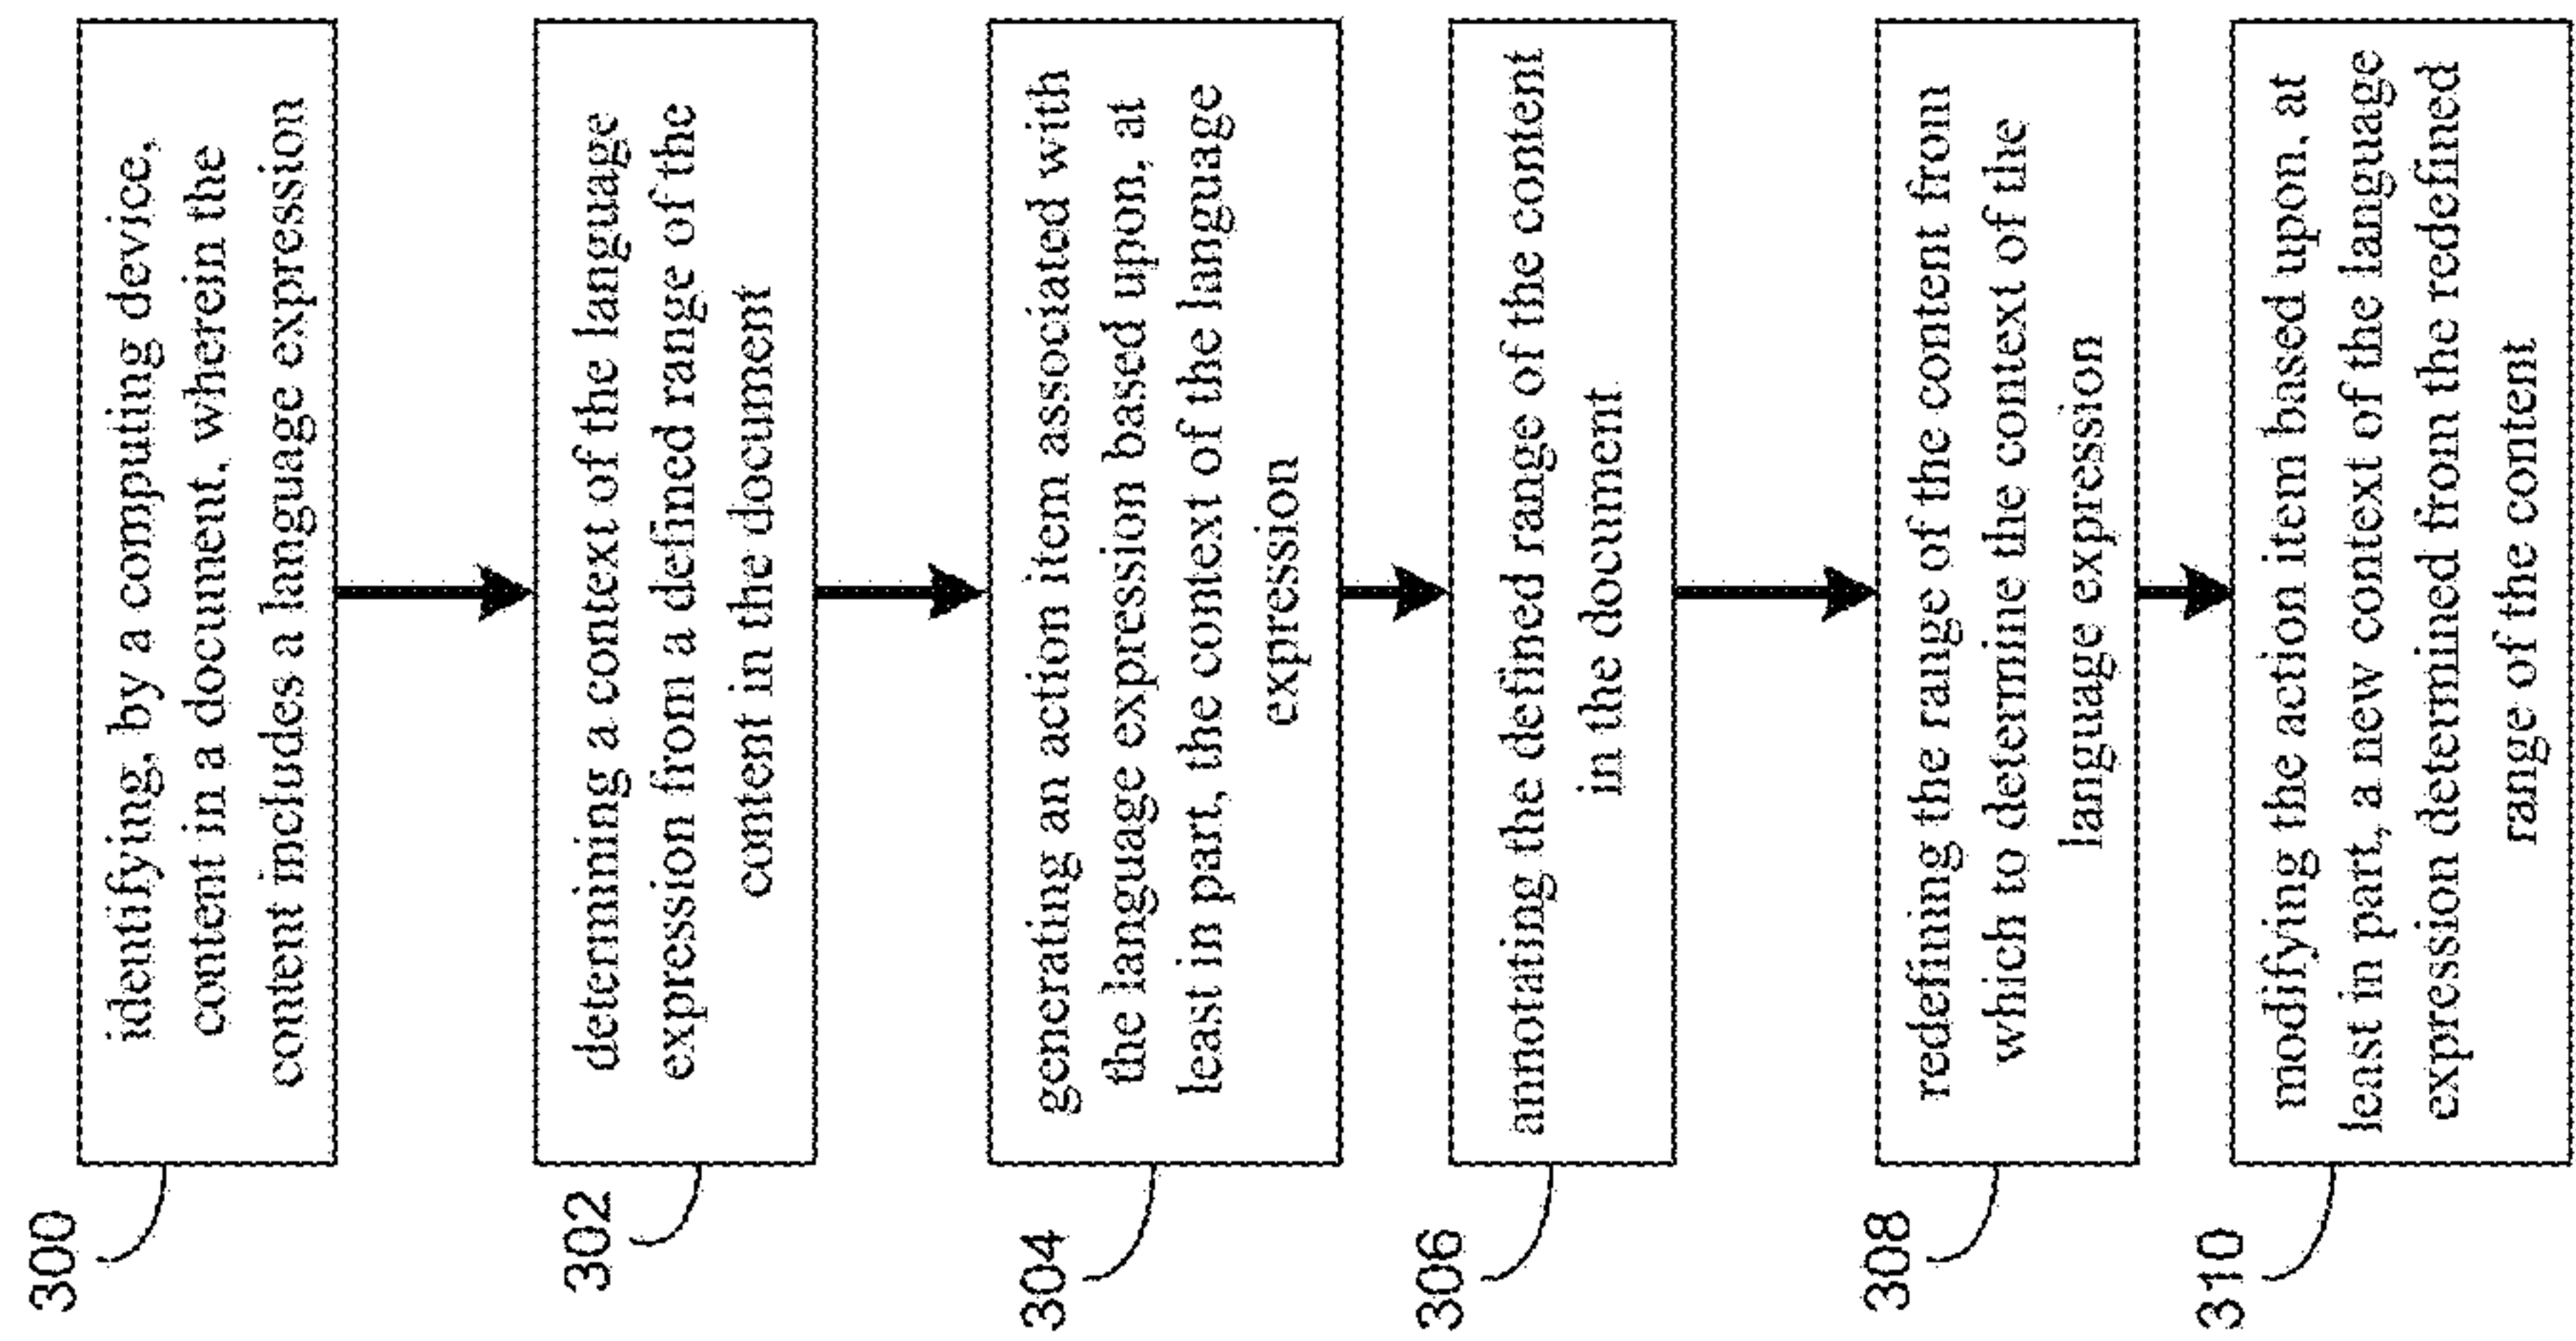 300
identifying, by a computing device,
content in a document, wherein the
content includes a language expression
302
determining a context of the language
expression from a defined range of the
content in the document
304
generating an action item associated with
the language expression based upon, at
least in part, the context of the language
expression
306
annotating the defined range of the content
in the document
308
redefining the range of the content from
which to determine the context of the
language expression
310
modifying the action item based upon, at
least in part, a new context of the language
expression determined from the redefined
range of the content